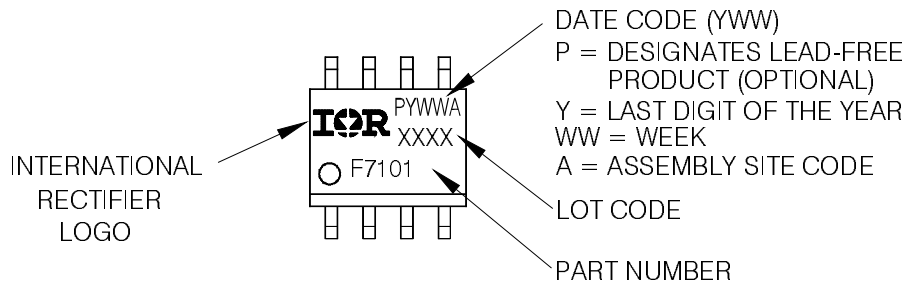 DATE CODE (YWW)
P = DESIGNATES LEAD-FREE
PRODUCT (OPTIONAL)
Y = LAST DIGIT OF THE YEAR
WW = WEEK
A = ASSEMBLY SITE CODE
LOT CODE
PART NUMBER
INTERNATIONAL
RECTIFIER
LOGO
PYWWA
IOR
XXXX
F7101